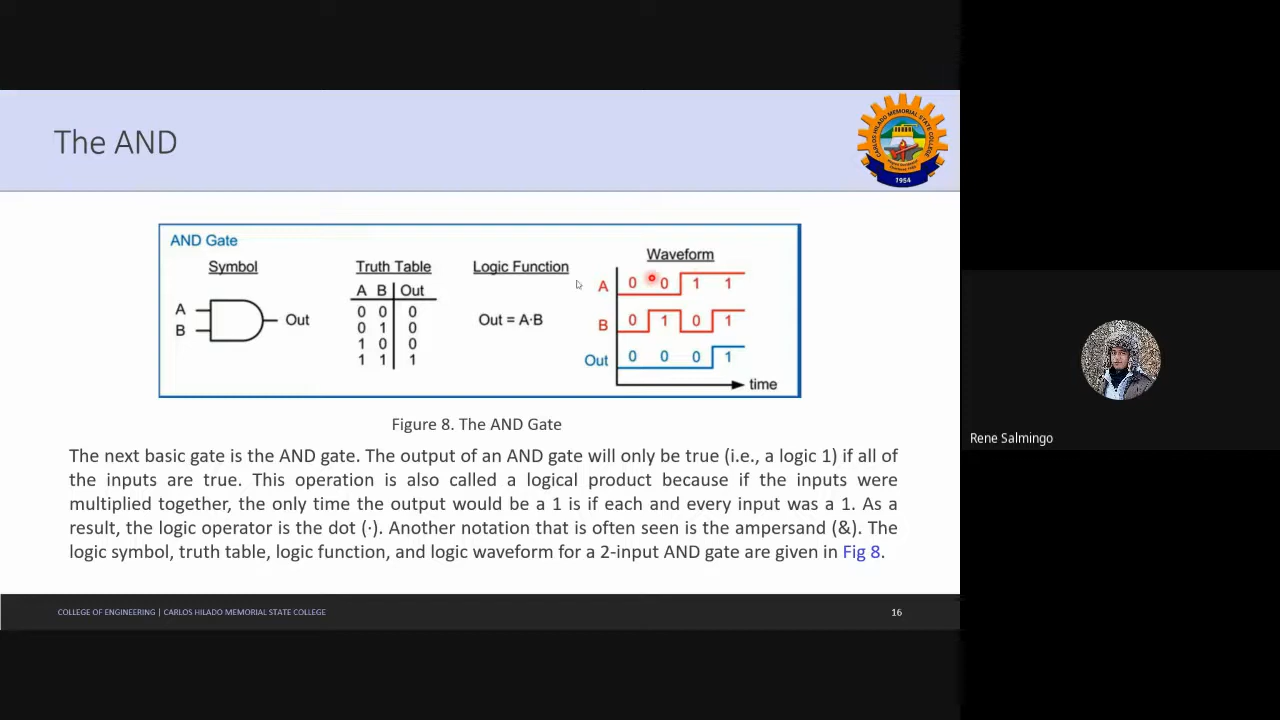 The AND
CARLOS HILADO MEMORIAL STATE COLLEGE
1954
AND Gate
Symbol
A
B
Out
Truth Table
A B Out
0 0 0
0 1 0
1 0 0
1 1 1
Logic Function
Out = A·B
Waveform
A 0 0 1 1
B 0 1 0 1
Out 0 0 0 1
time
Figure 8. The AND Gate
The next basic gate is the AND gate. The output of an AND gate will only be true (i.e., a logic 1) if all of
the inputs are true. This operation is also called a logical product because if the inputs were
multiplied together, the only time the output would be a 1 is if each and every input was a 1. As a
result, the logic operator is the dot (·). Another notation that is often seen is the ampersand (&). The
logic symbol, truth table, logic function, and logic waveform for a 2-input AND gate are given in Fig 8.
COLLEGE OF ENGINEERING | CARLOS HILADO MEMORIAL STATE COLLEGE
16
Rene Salmingo